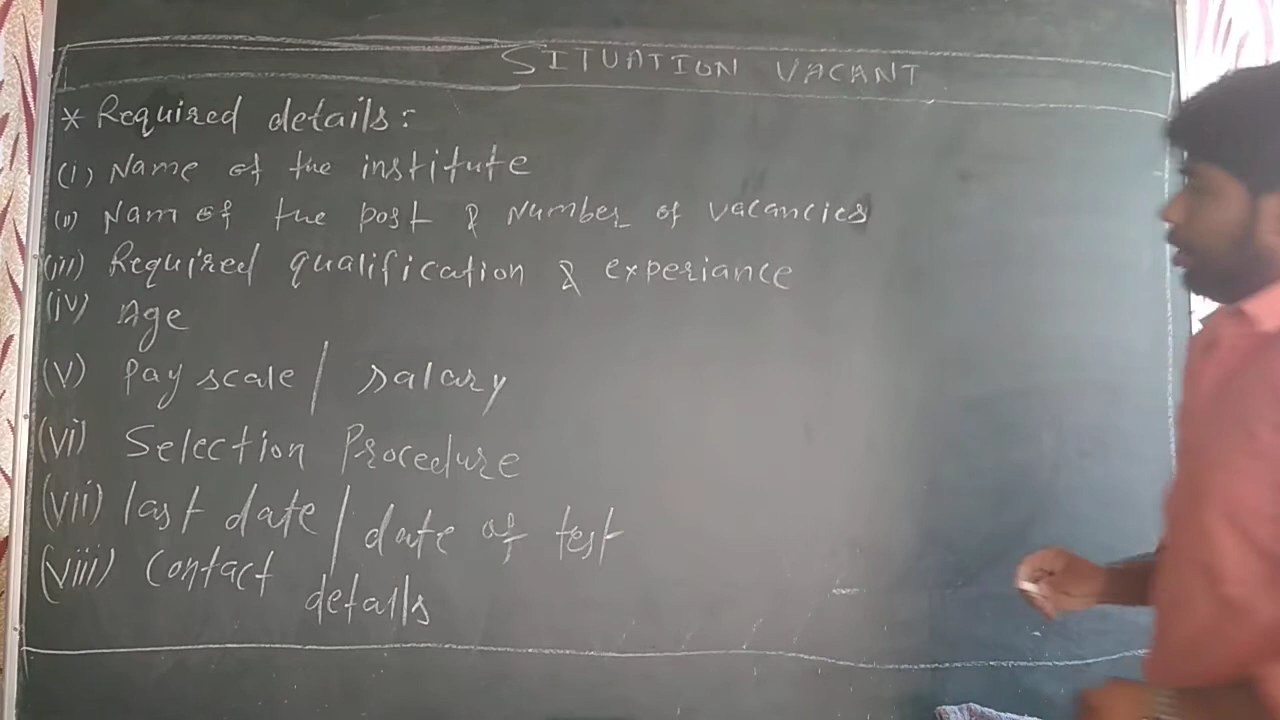 SITUATION VACANT
* Required details:
(i) Name of the institute
(ii) Nam of the post & Number of vacancies
(iii) Required qualification & experiance
(iv) Age
(v) Pay scale / salary
(vi) Selection Procedure
(vii) last date / date of test
(viii) Contact details